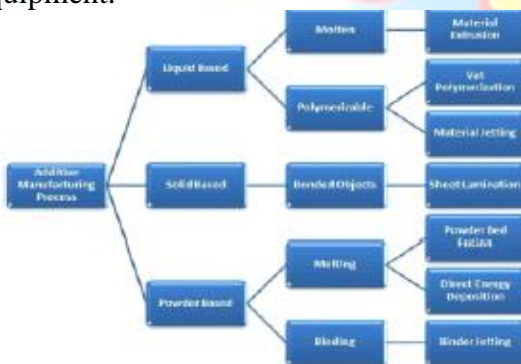 quipment.
Molten
Material
Extrusion
Liquid Based
Vat
Polymerization
Polymerizable
Material Jetting
Additive
Manufacturing
Process
Solid Based
Bonded Objects
Sheet Lamination
Powder Bed
Fusion
Melting
Direct Energy
Deposition
Powder Based
Binding
Binder Jetting